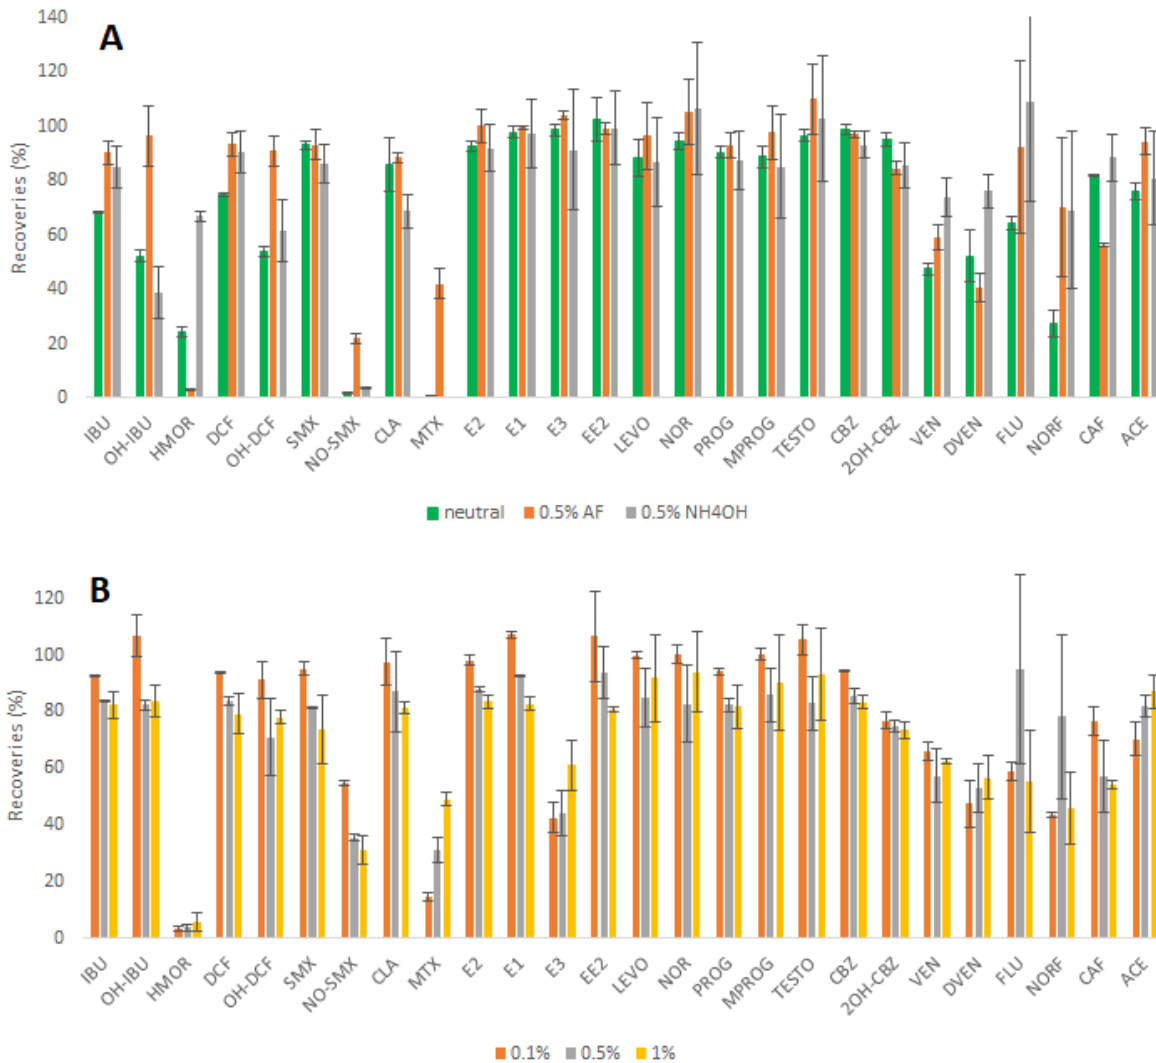 A
140
120
100
80
60
40
20
0
Recoveries (%)
IBU OH-IBU HMOR DCF OH-DCF SMX NO-SMX CLA MTX E2 E1 E3 EE2 LEVO NOR PROG MPROG TESTO CBZ 2OH-CBZ VEN DVEN FLU NORF CAF ACE
neutral 0.5% AF 0.5% NH4OH
B
120
100
80
60
40
20
0
Recoveries (%)
IBU OH-IBU HMOR DCF OH-DCF SMX NO-SMX CLA MTX E2 E1 E3 EE2 LEVO NOR PROG MPROG TESTO CBZ 2OH-CBZ VEN DVEN FLU NORF CAF ACE
0.1% 0.5% 1%